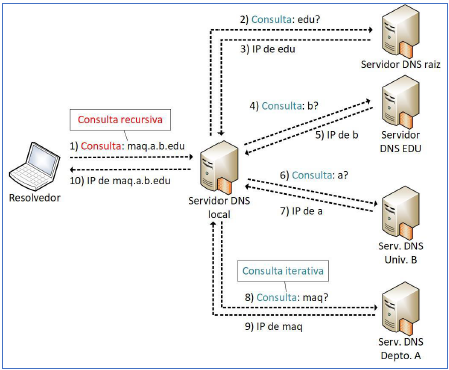 2) Consulta: edu?
3) IP de edu
Servidor DNS raiz
Consulta recursiva
4) Consulta: b?
1) Consulta: maq.a.b.edu
5) IP de b
Servidor
DNS EDU
10) IP de maq.a.b.edu
6) Consulta: a?
Resolvedor
Servidor DNS
local
7) IP de a
Serv. DNS
Univ. B
Consulta iterativa
8) Consulta: maq?
9) IP de maq
Serv. DNS
Depto. A